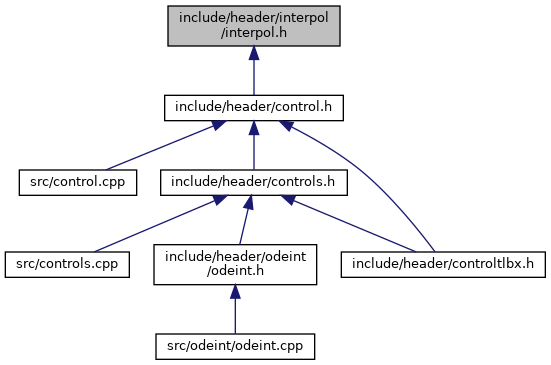 include/header/interpol
/interpol.h
include/header/control.h
src/control.cpp
include/header/controls.h
src/controls.cpp
include/header/odeint
/odeint.h
include/header/controltlbx.h
src/odeint/odeint.cpp